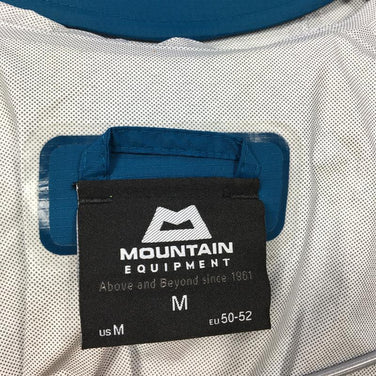 MOUNTAIN
EQUIPMENT
Above and Beyond since 1961
M
US M EU 50-52